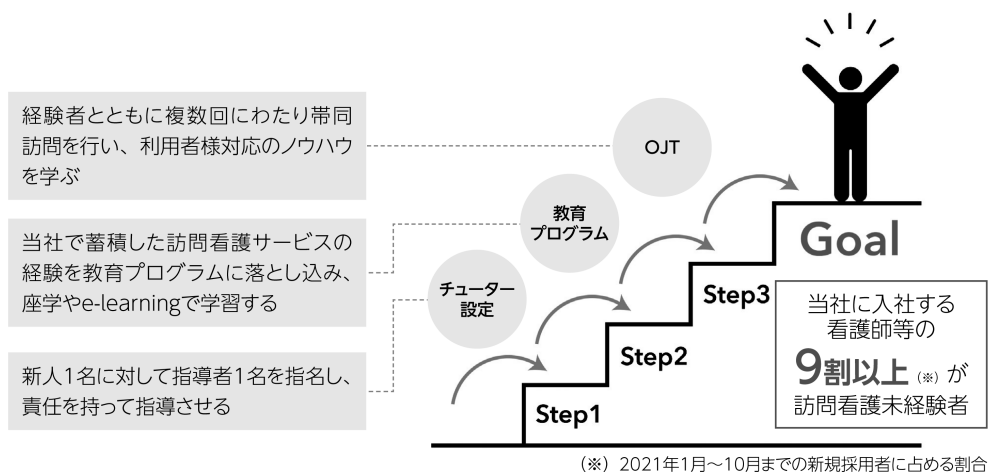 経験者とともに複数回にわたり帯同
訪問を行い、利用者様対応のノウハウ
を学ぶ
OJT
当社で蓄積した訪問看護サービスの
経験を教育プログラムに落とし込み、
座学やe-learningで学習する
教育
プログラム
新人1名に対して指導者1名を指名し、
責任を持って指導させる
チューター
設定
Step1
Step2
Step3
Goal
当社に入社する
看護師等の
9割以上（※）が
訪問看護未経験者
（※）2021年1月～10月までの新規採用者に占める割合